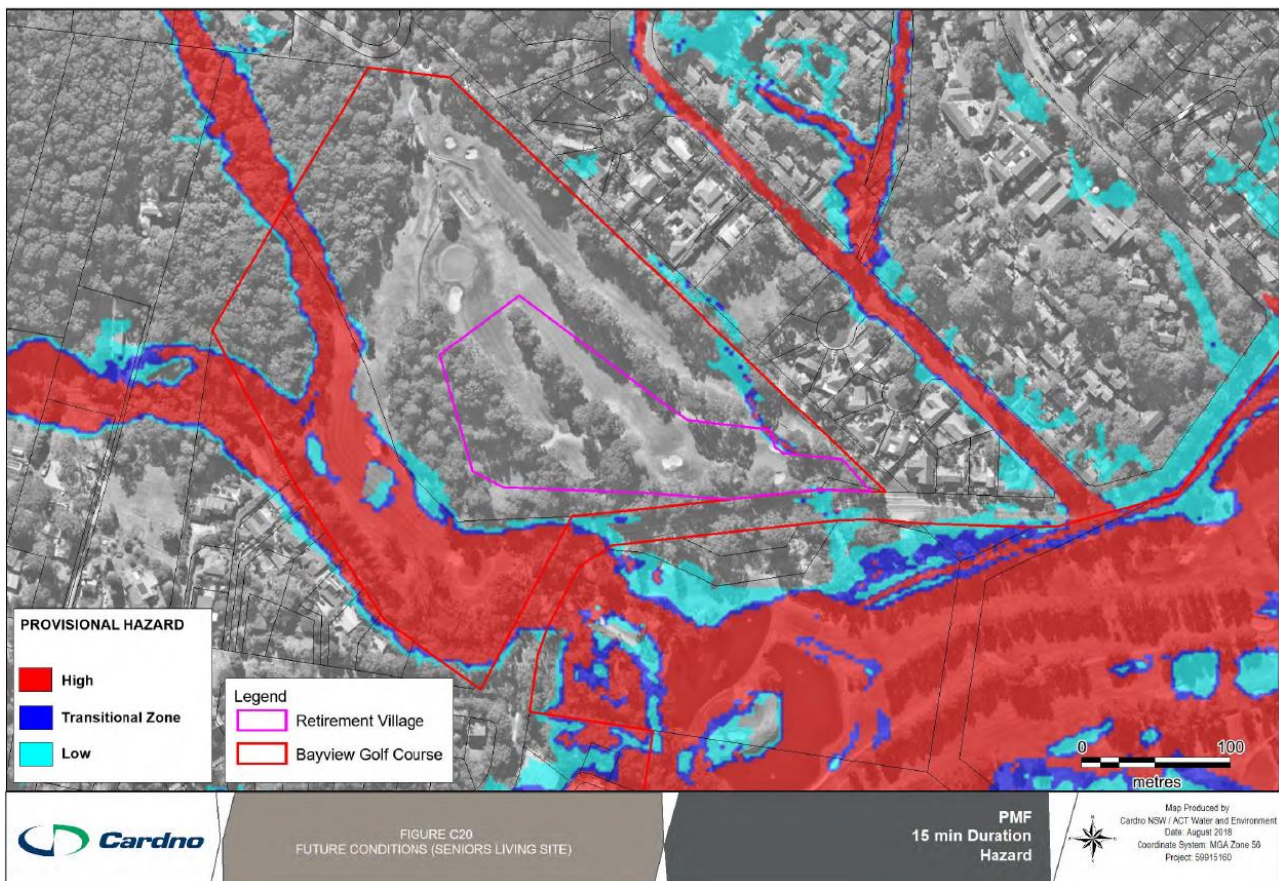 PROVISIONAL HAZARD
High
Transitional Zone
Low
Legend
Retirement Village
Bayview Golf Course
0 100
metres
Cardno
FIGURE C20
FUTURE CONDITIONS (SENIORS LIVING SITE)
PMF
15 min Duration
Hazard
Map Produced by
Cardno NSW / ACT Water and Environment
Date: August 2018
Coordinate System: MGA Zone 56
Project: 59915160